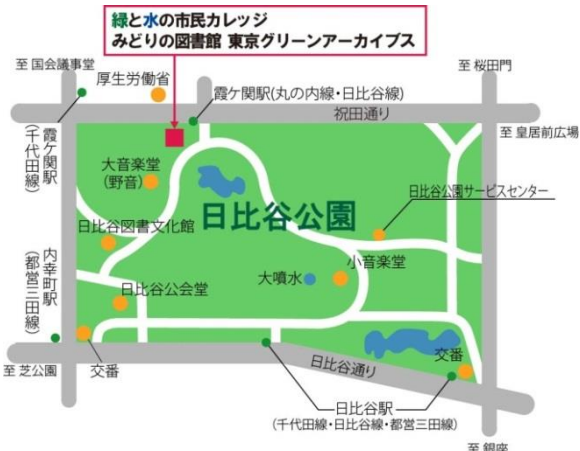 緑と水の市民カレッジ
みどりの図書館 東京グリーンアーカイブス
至 国会議事堂
厚生労働省
至 桜田門
霞ケ関駅(丸の内線・日比谷線)
祝田通り
至 皇居前広場
霞ケ関駅
(千代田線)
大音楽堂
(野音)
日比谷公園サービスセンター
日比谷公園
日比谷図書文化館
内幸町駅
(都営三田線)
小音楽堂
大噴水
日比谷公会堂
交番
日比谷通り
交番
至 芝公園
日比谷駅
(千代田線・日比谷線・都営三田線)
至 銀座